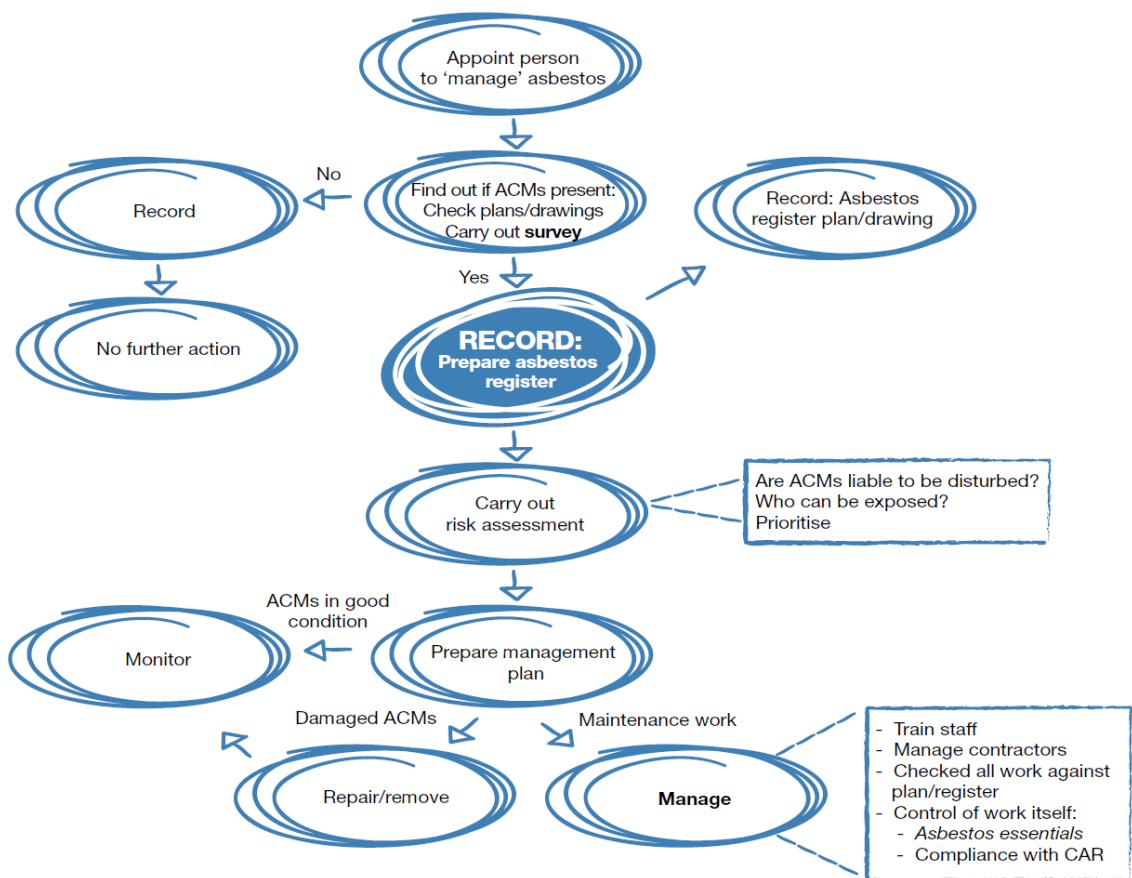 Appoint person
to ‘manage’ asbestos
No
Find out if ACMs present:
Check plans/drawings
Carry out survey
Record
Record: Asbestos
register plan/drawing
Yes
No further action
RECORD:
Prepare asbestos
register
Carry out
risk assessment
Are ACMs liable to be disturbed?
Who can be exposed?
Prioritise
ACMs in good
condition
Monitor
Prepare management
plan
Damaged ACMs
Maintenance work
Repair/remove
Manage
- Train staff
- Manage contractors
- Checked all work against
plan/register
- Control of work itself:
- Asbestos essentials
- Compliance with CAR